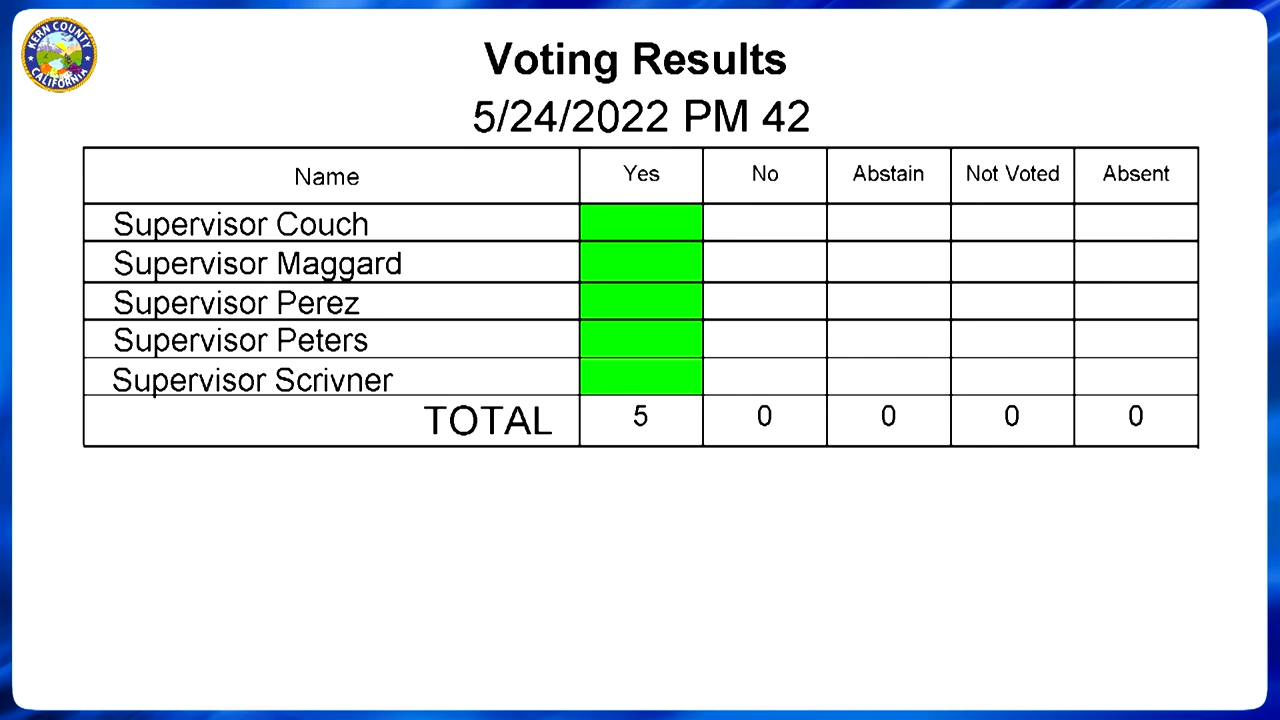 KERN COUNTY
CALIFORNIA
Voting Results
5/24/2022 PM 42
Name Yes No Abstain Not Voted Absent
Supervisor Couch
Supervisor Maggard
Supervisor Perez
Supervisor Peters
Supervisor Scrivner
TOTAL 5 0 0 0 0